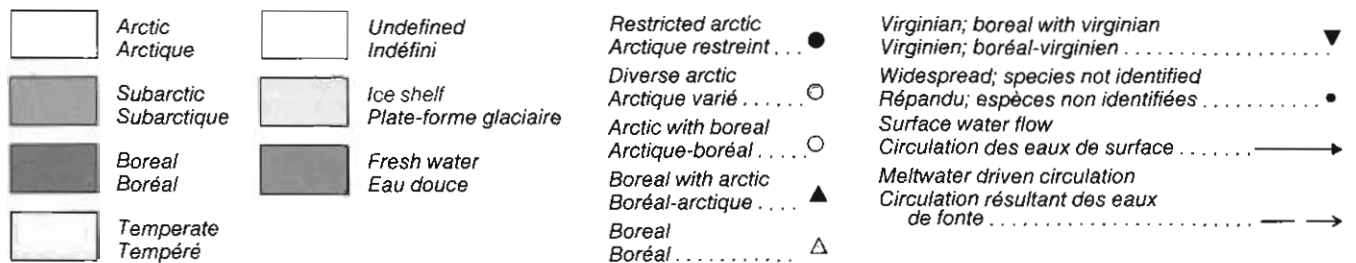 Arctic
Arctique
Subarctic
Subarctique
Boreal
Boréal
Temperate
Tempéré
Undefined
Indéfini
Ice shelf
Plate-forme glaciaire
Fresh water
Eau douce
Restricted arctic
Arctique restreint . . .
Diverse arctic
Arctique varié . . . . . .
Arctic with boreal
Arctique-boréal . . . .
Boreal with arctic
Boréal-arctique . . . .
Boreal
Boréal . . . . . . . . . . .
Virginian; boreal with virginian
Virginien; boréal-virginien . . . . . . . . . . . . . . . . . .
Widespread; species not identified
Répandu; espèces non identifiées . . . . . . . . . . .
Surface water flow
Circulation des eaux de surface . . . . . .
Meltwater driven circulation
Circulation résultant des eaux
de fonte . . . . . . . . . . . . . . . . . . . . . . .